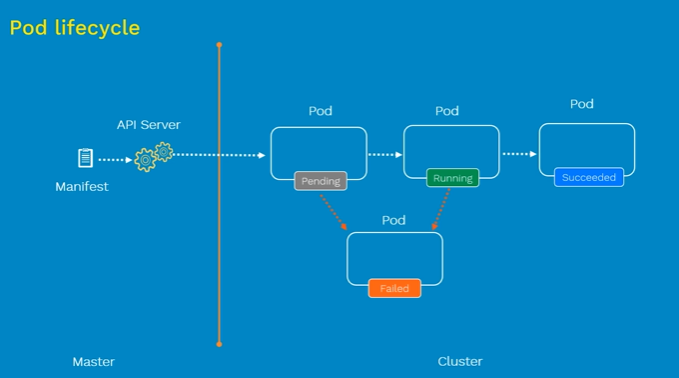 Pod lifecycle
API Server
Manifest
Pod
Pending
Pod
Running
Pod
Succeeded
Pod
Failed
Master
Cluster